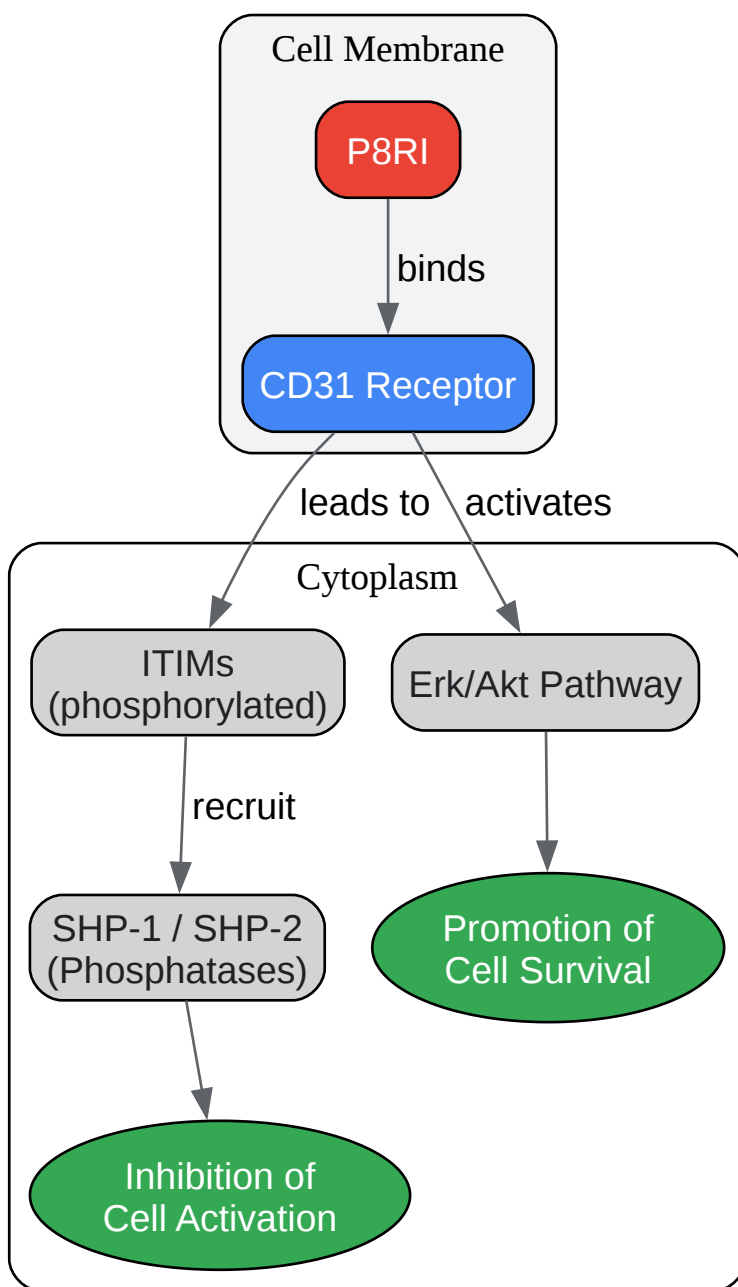 Cell Membrane
P8RI
binds
CD31 Receptor
leads to
activates
Cytoplasm
ITIMs
(phosphorylated)
Erk/Akt Pathway
recruit
SHP-1 / SHP-2
(Phosphatases)
Promotion of
Cell Survival
Inhibition of
Cell Activation